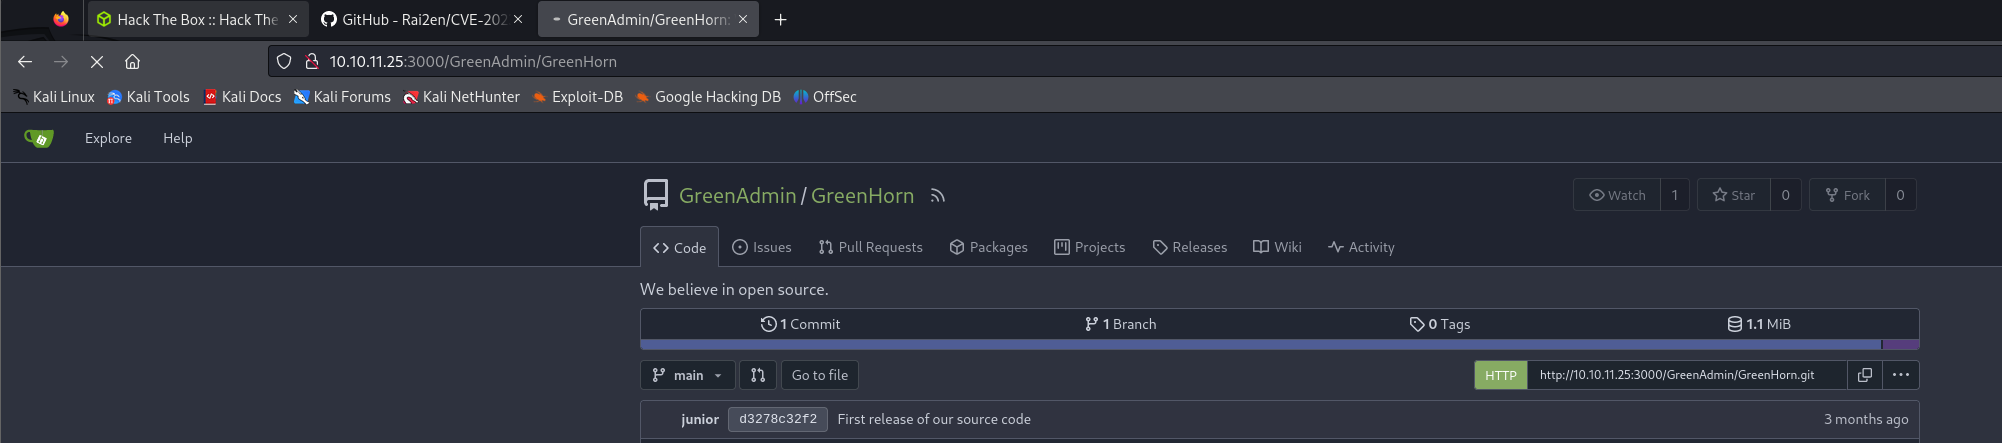 Hack The Box :: Hack The
GitHub - Rai2en/CVE-202
GreenAdmin/GreenHorn:
10.10.11.25:3000/GreenAdmin/GreenHorn
Kali Linux Kali Tools Kali Docs Kali Forums Kali NetHunter Exploit-DB Google Hacking DB OffSec
Explore Help
GreenAdmin / GreenHorn
Watch 1 Star 0 Fork 0
Code Issues Pull Requests Packages Projects Releases Wiki Activity
We believe in open source.
1 Commit 1 Branch 0 Tags 1.1 MiB
main Go to file HTTP http://10.10.11.25:3000/GreenAdmin/GreenHorn.git
junior d3278c32f2 First release of our source code 3 months ago